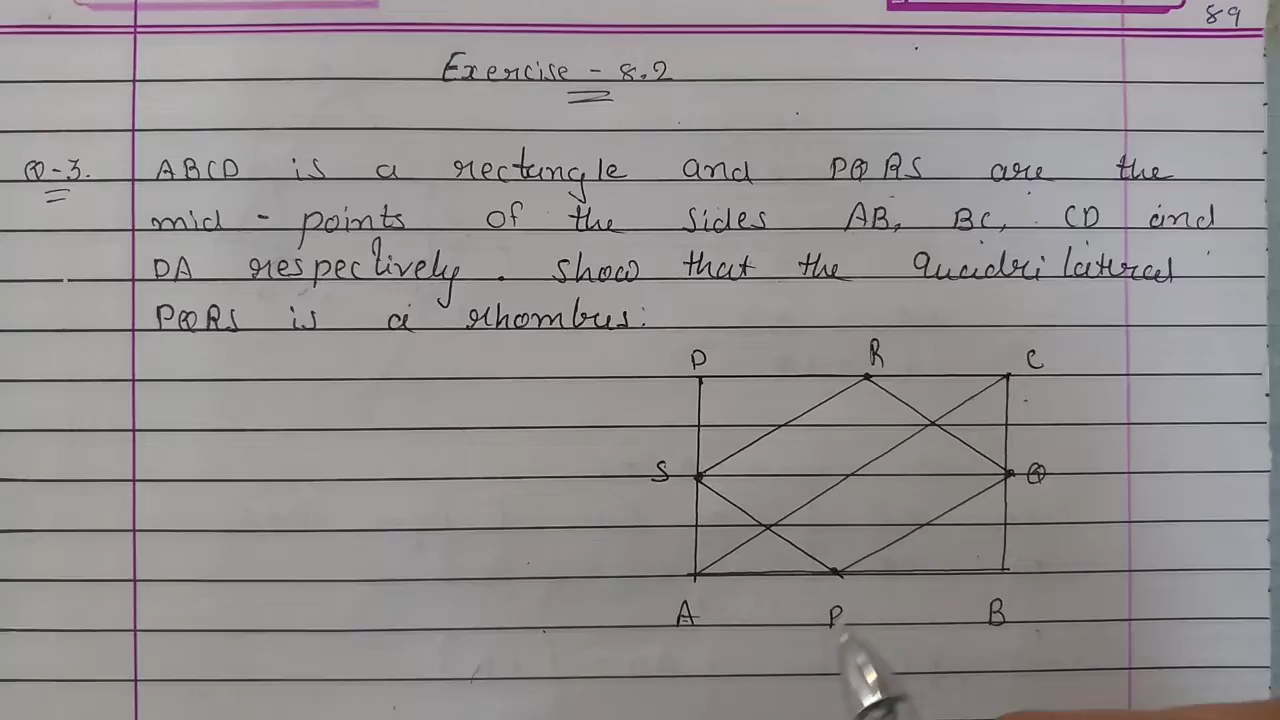 89
Exercise - 8.2
Q-3. ABCD is a rectangle and PQRS are the
mid - points of the sides AB, BC, CD and
DA respectively. show that the quadrilateral
PQRS is a rhombus.
D R C
S Q
A P B